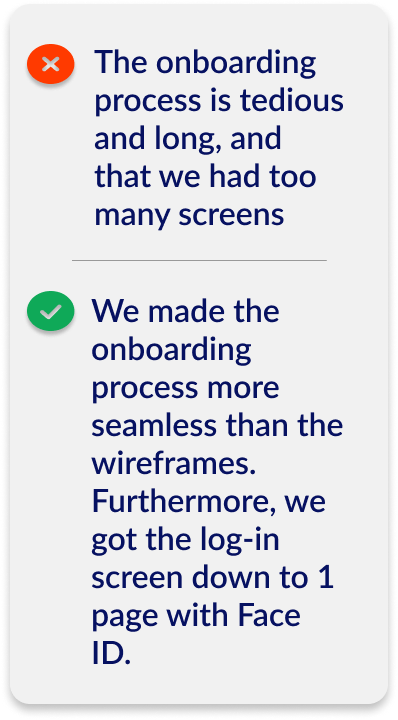 The onboarding
process is tedious
and long, and
that we had too
many screens
We made the
onboarding
process more
seamless than the
wireframes.
Furthermore, we
got the log-in
screen down to 1
page with Face
ID.